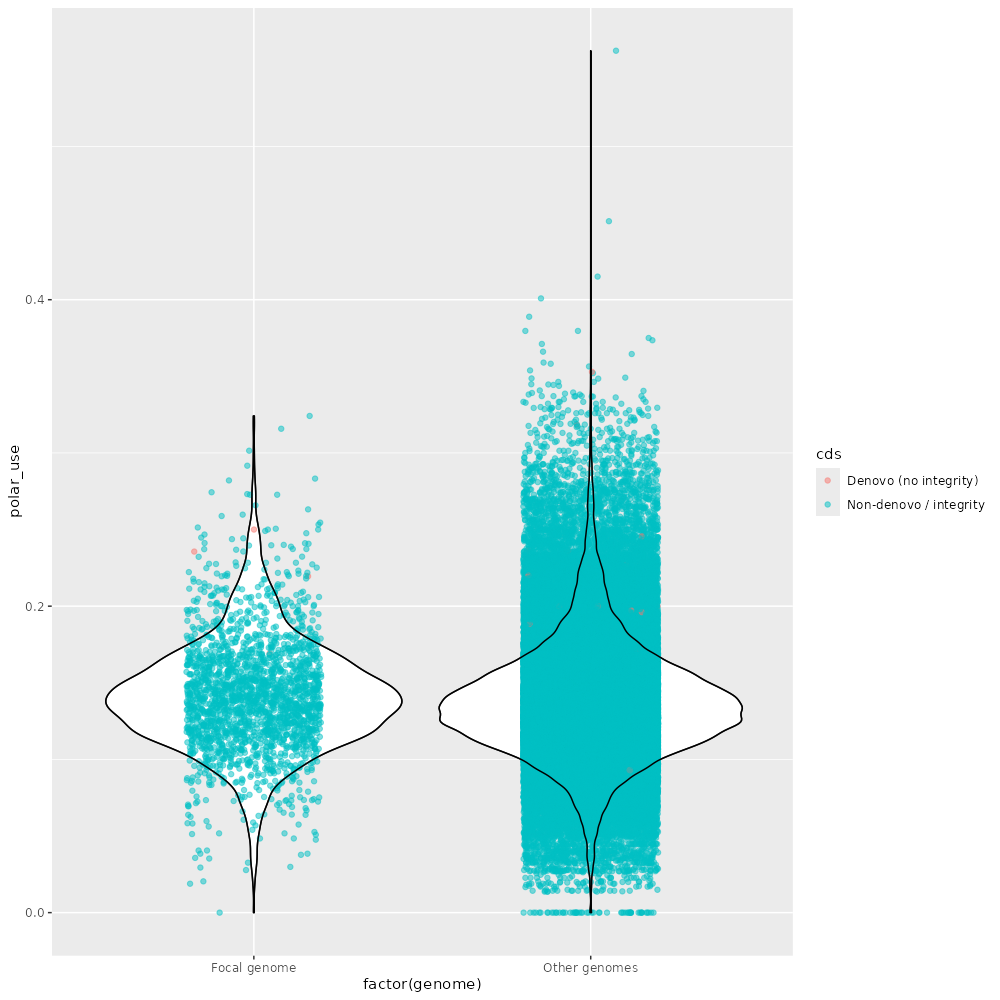 polar_use
0.4
0.2
0.0
Focal genome
Other genomes
factor(genome)
cds
Denovo (no integrity)
Non-denovo / integrity